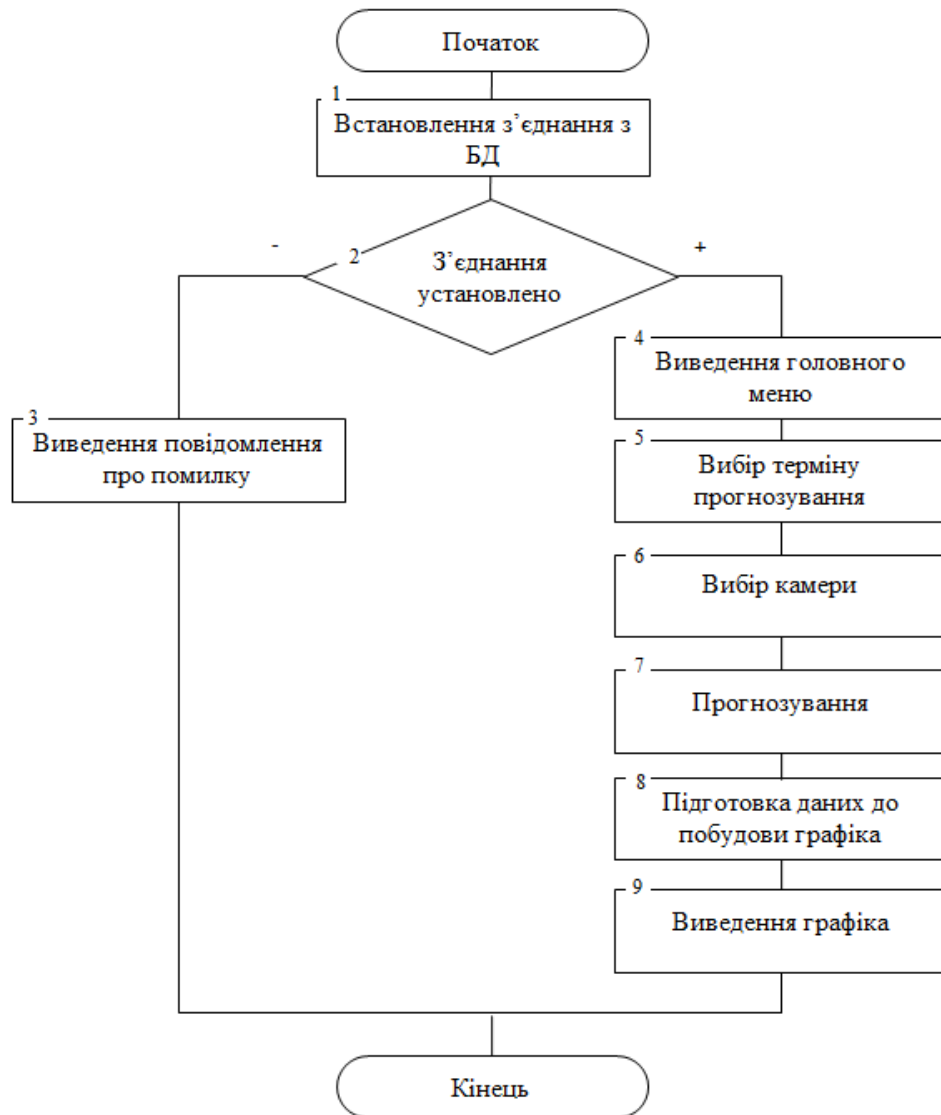 Початок
1
Встановлення з’єднання з
БД
-
2
+
З’єднання
установлено
4
Виведення головного
меню
3
Виведення повідомлення
про помилку
5
Вибір терміну
прогнозування
6
Вибір камери
7
Прогнозування
8
Підготовка даних до
побудови графіка
9
Виведення графіка
Кінець